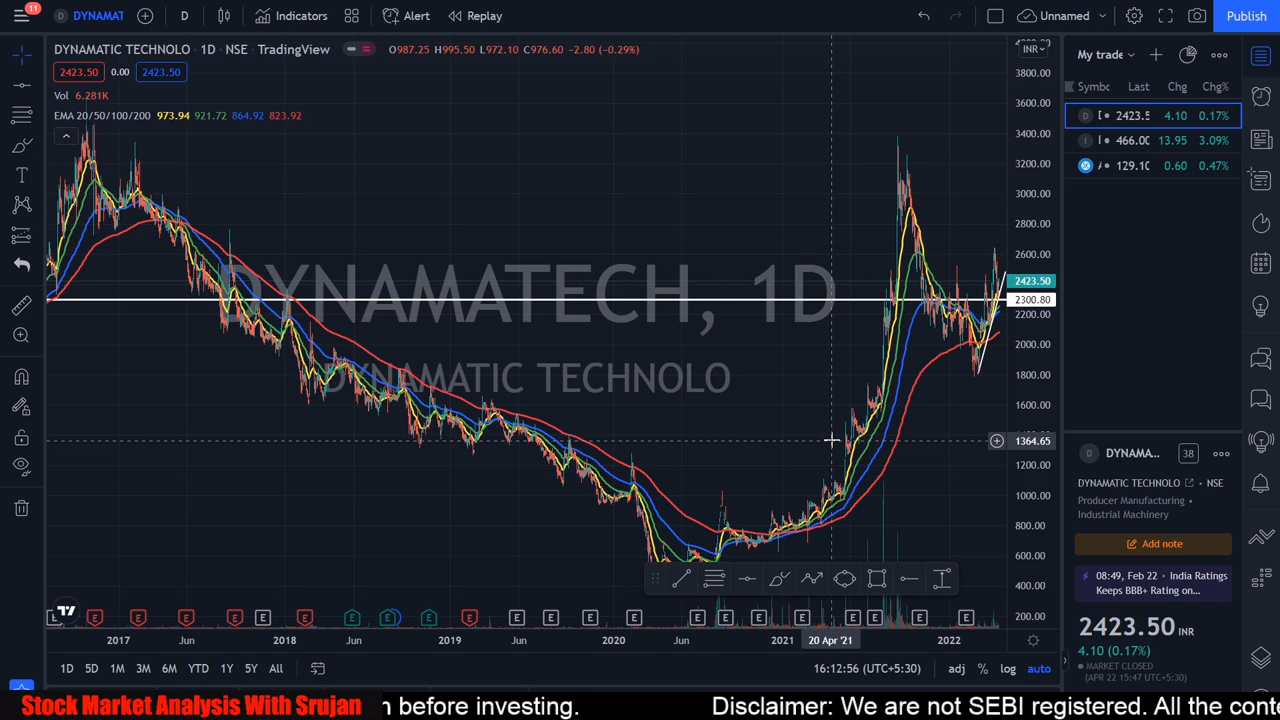 11
D DYNAMAT
D
Indicators
Alert
Replay
Unnamed
Publish
DYNAMATIC TECHNOLO · 1D · NSE · TradingView
O987.25 H995.50 L972.10 C976.60 -2.80 (-0.29%)
2423.50 0.00 2423.50
Vol 6.281K
EMA 20/50/100/200 973.94 921.72 864.92 823.92
DYNAMATECH, 1D
DYNAMATIC TECHNOLO
INR
3800.00
3600.00
3400.00
3200.00
3000.00
2800.00
2600.00
2423.50
2300.80
2200.00
2000.00
1800.00
1600.00
1364.65
1200.00
1000.00
800.00
600.00
400.00
200.00
2017 Jun 2018 Jun 2019 Jun 2020 Jun 2021 20 Apr '21 2022
1D 5D 1M 3M 6M YTD 1Y 5Y All
16:12:56 (UTC+5:30) adj % log auto
My trade
Symbc Last Chg Chg%
D 2423.5 4.10 0.17%
466.00 13.95 3.09%
129.10 0.60 0.47%
D DYNAMA... 38
DYNAMATIC TECHNOLO · NSE
Producer Manufacturing ·
Industrial Machinery
Add note
08:49, Feb 22 · India Ratings
Keeps BBB+ Rating on...
2423.50 INR
4.10 (0.17%)
MARKET CLOSED
(APR 22 15:47 UTC+5:30)
Stock Market Analysis With Srujan
n before investing. Disclaimer: We are not SEBI registered. All the conte